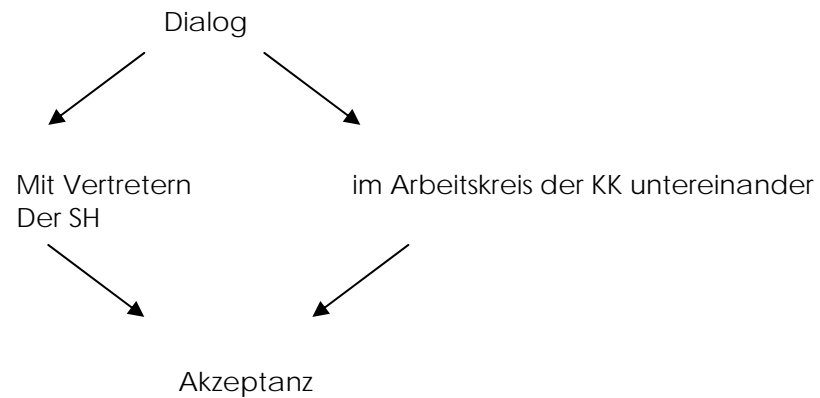 Dialog
Mit Vertretern
Der SH
im Arbeitskreis der KK untereinander
Akzeptanz